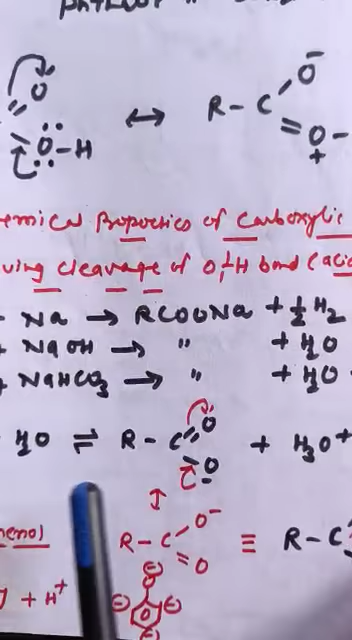 O O-
R-C
O-H ↔ =O-
+
emical Properties of Carboxylic
ving cleavage of O-H bond (acid
+ Na → RCOONa + ½ H2
+ NaOH → " + H2O
+ NaHCO3 → " + H2O
H2O ⇌ R-C=O + H3O+
O-
R-C O- ≡ R-C
=O
enol
+ H+